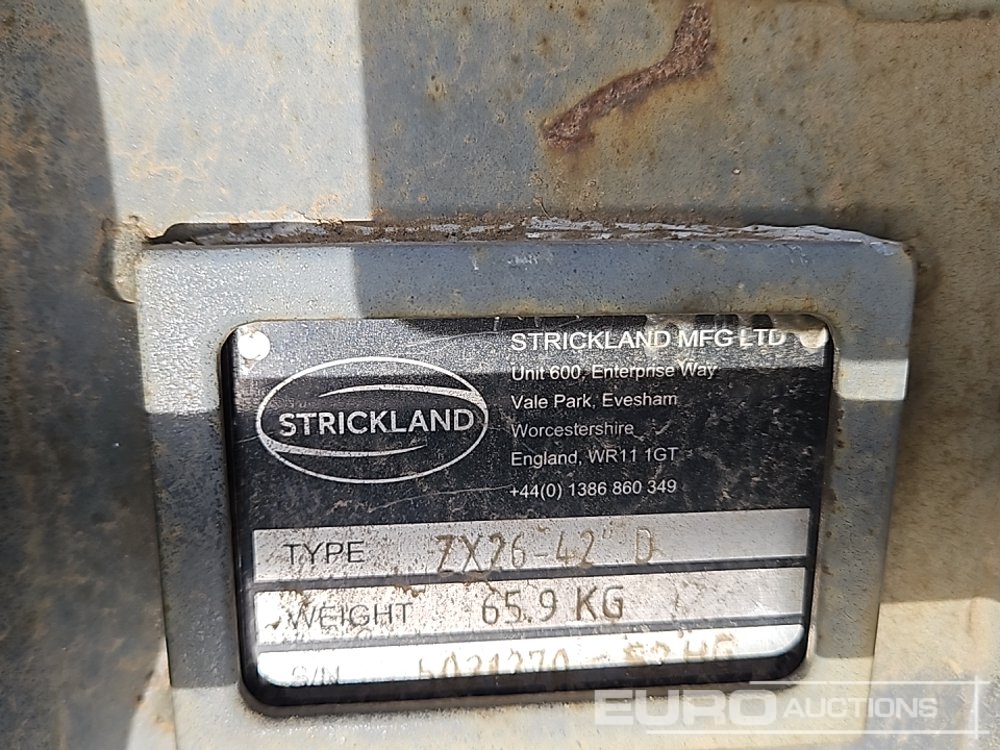 STRICKLAND
STRICKLAND MFG LTD
Unit 600, Enterprise Way
Vale Park, Evesham
Worcestershire
England, WR11 1GT
+44(0) 1386 860 349
TYPE ZX26-42" D
WEIGHT 65.9 KG
S/N
EURO AUCTIONS